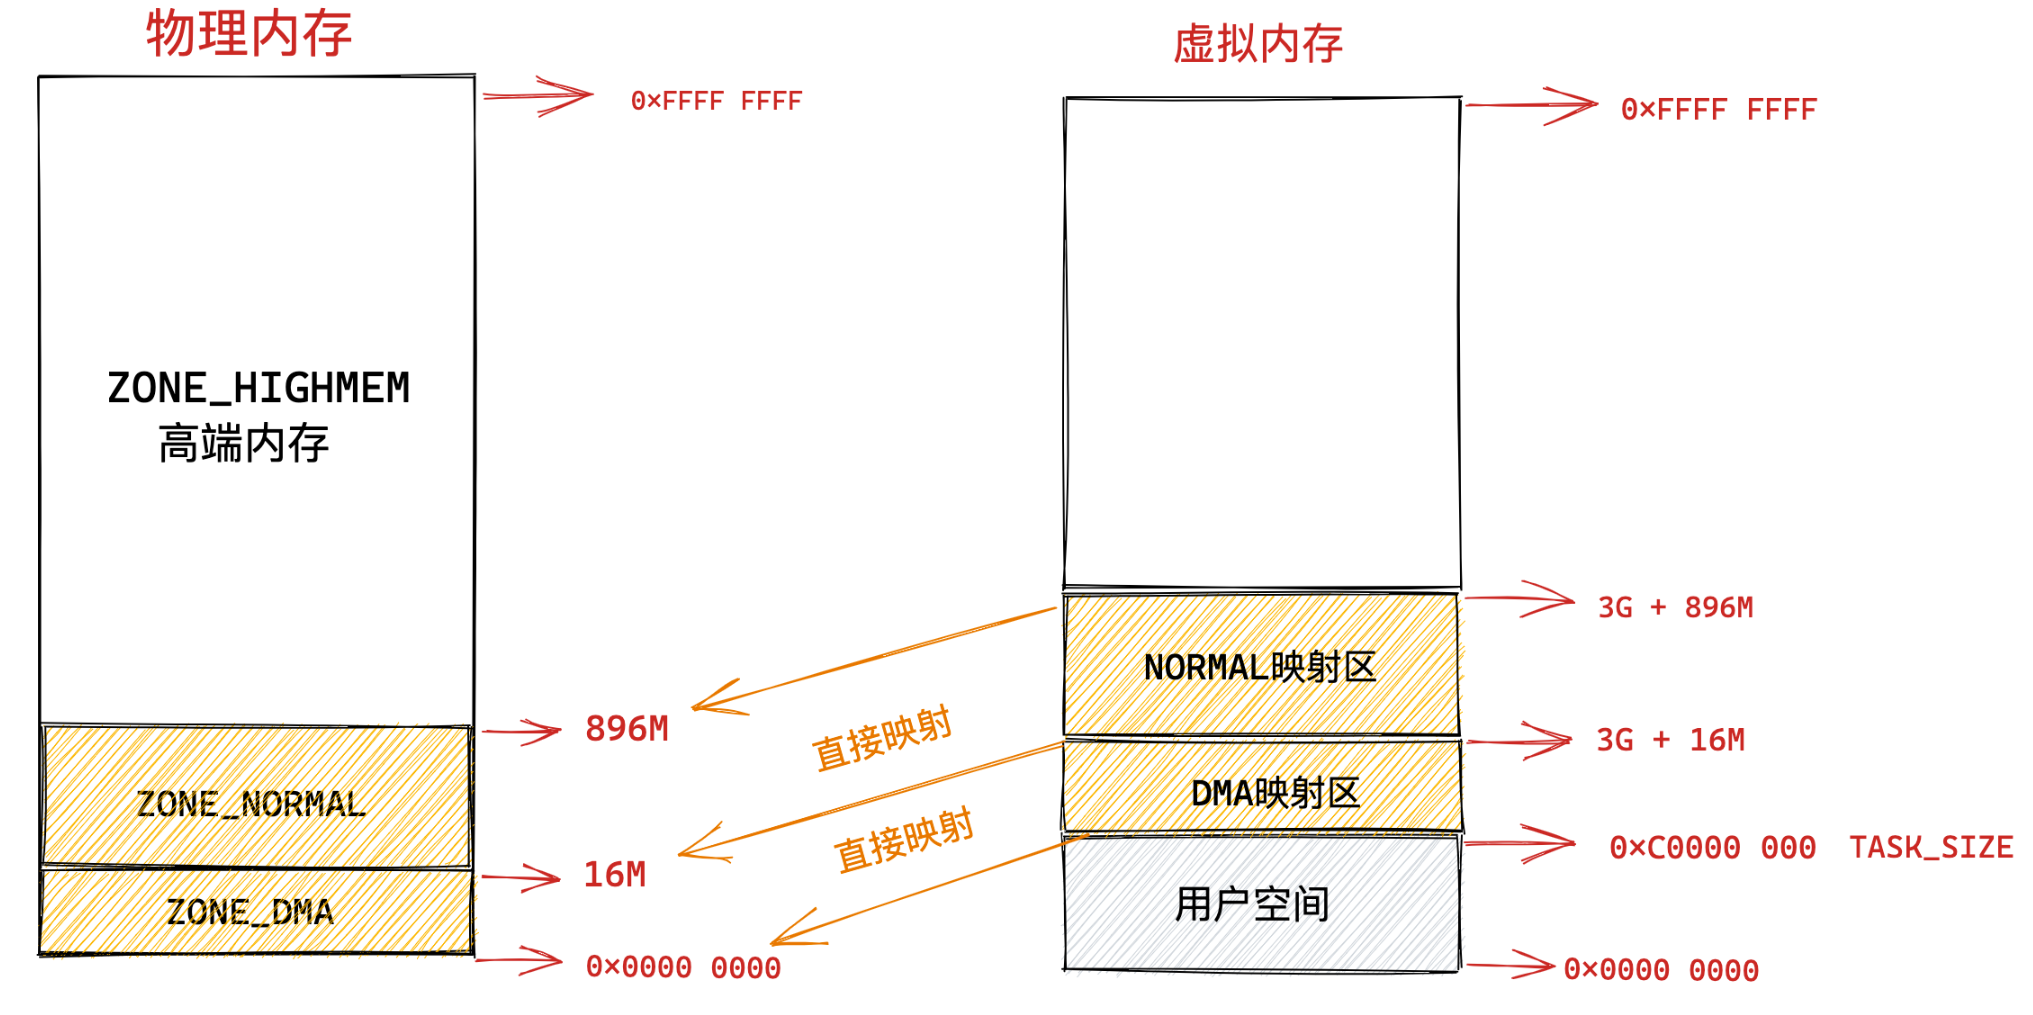 物理内存
0×FFFF FFFF
ZONE_HIGHMEM
高端内存
896M
ZONE_NORMAL
16M
ZONE_DMA
0×0000 0000
直接映射
直接映射
虚拟内存
0×FFFF FFFF
3G + 896M
NORMAL映射区
3G + 16M
DMA映射区
0×C0000 000 TASK_SIZE
用户空间
0×0000 0000